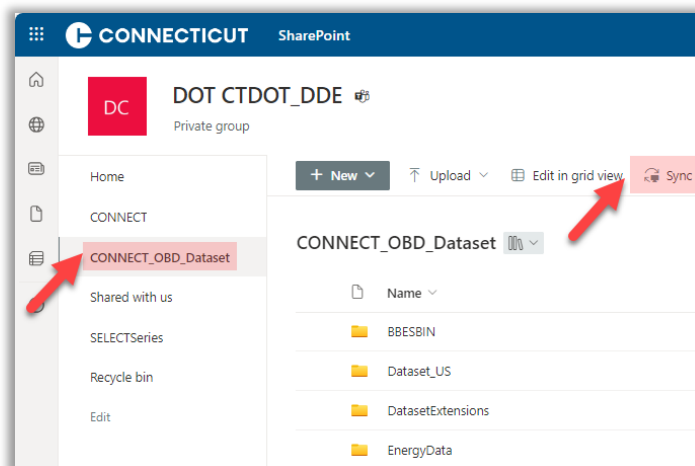 CONNECTICUT SharePoint
DC
DOT CTDOT_DDE
Private group
Home
CONNECT
CONNECT_OBD_Dataset
Shared with us
SELECTSeries
Recycle bin
Edit
+ New Upload Edit in grid view Sync
CONNECT_OBD_Dataset
Name
BBESBIN
Dataset_US
DatasetExtensions
EnergyData